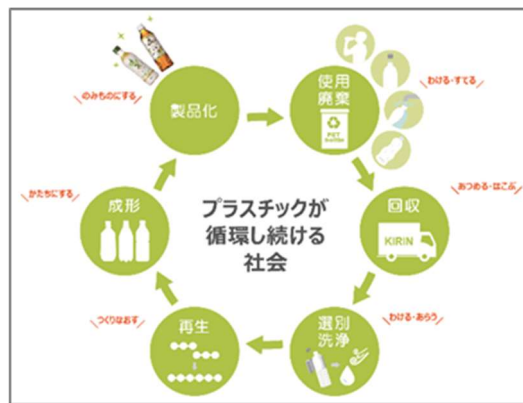 のみものにする
製品化
使用
廃棄
PET
bottle
わける・すてる
あつめる・はこぶ
回収
KIRIN
わける・あらう
選別
洗浄
つくりなおす
再生
かたちにする
成形
プラスチックが
循環し続ける
社会